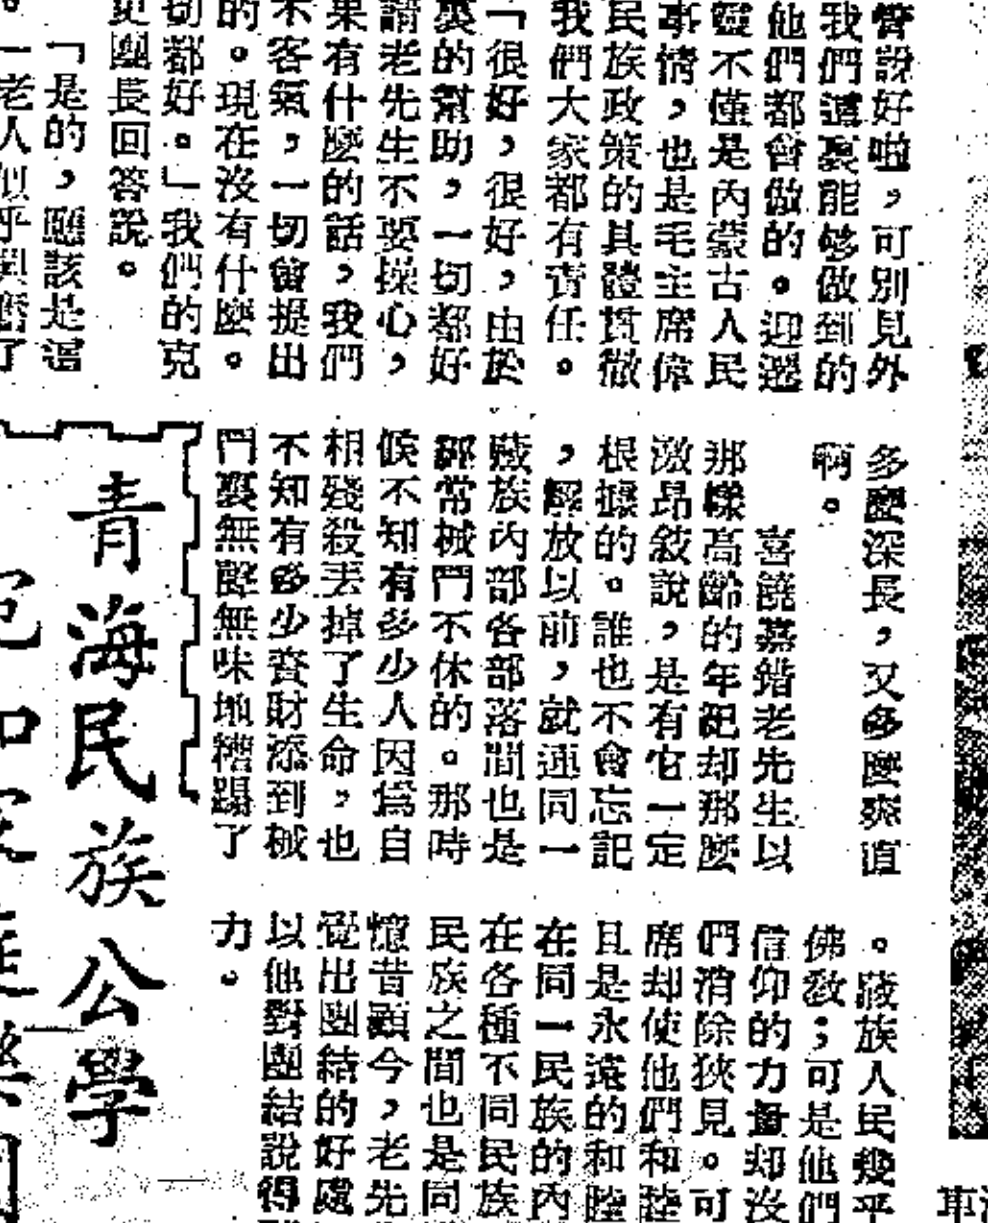 管說好啦，可別見外
我們這裏能够做到的
他們都會做的。迎選
靈不僅是內蒙古人民
事情，也是毛主席偉
民族政策的具體貫徹
我們大家都有責任。
「很好，很好，由於
裏的幫助，一切都好
請老先生不要操心，
果有什麼的話，我們
不客氣，一切會提出
的。現在沒有什麼。
切都好。」我們的克
更團長回答説。
「是的，應該是這
。一老人似乎
多麼深長，又多麼爽直
啊。
喜饒嘉錯老先生以
那樣高齡的年紀却那麼
激昂敍說，是有它一定
根據的。誰也不會忘記
，解放以前，就連同一
藏族內部各部落間也是
經常械鬥不休的。那時
候不知有多少人因爲自
相殘殺丟掉了生命，也
不知有多少資財添到械
鬥裏無聲無味地糟蹋了
。藏族人民幾乎
佛敎；可是他們
信仰的力量却沒
們消除狹見。可
席却使他們和睦
且是永遠的和睦
在同一民族的內
在各種不同民族
民族之間也是同
憶昔顧今，老先
覺出團結的好處
以他對團結說得
力。
青海民族公學